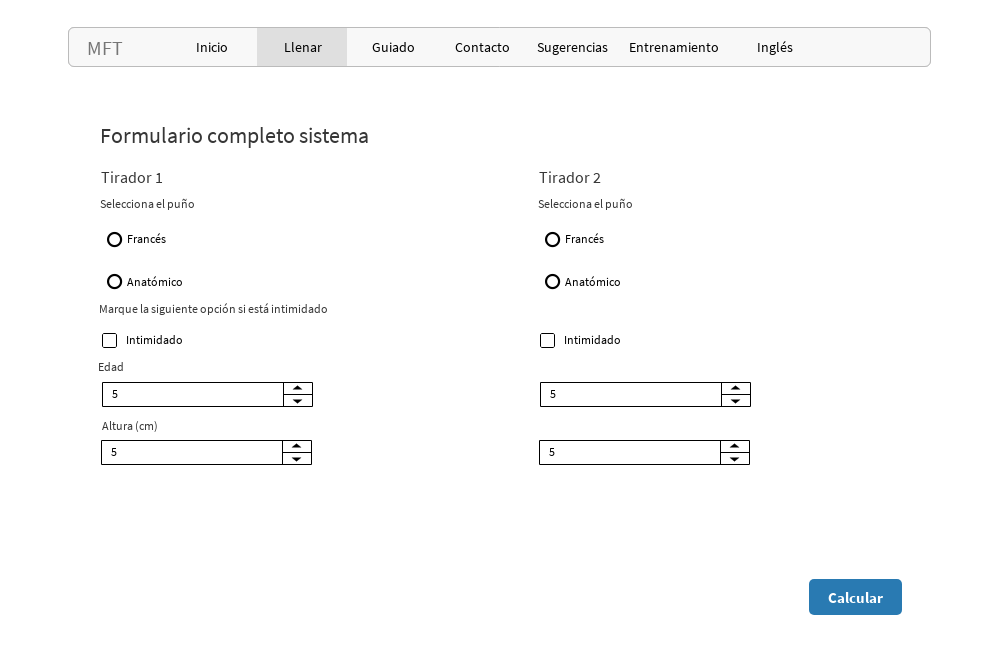 MFT Inicio Llenar Guiado Contacto Sugerencias Entrenamiento Inglés
Formulario completo sistema
Tirador 1 Tirador 2
Selecciona el puño Selecciona el puño
Francés Francés
Anatómico Anatómico
Marque la siguiente opción si está intimidado
Intimidado Intimidado
Edad
5 5
Altura (cm)
5 5
Calcular